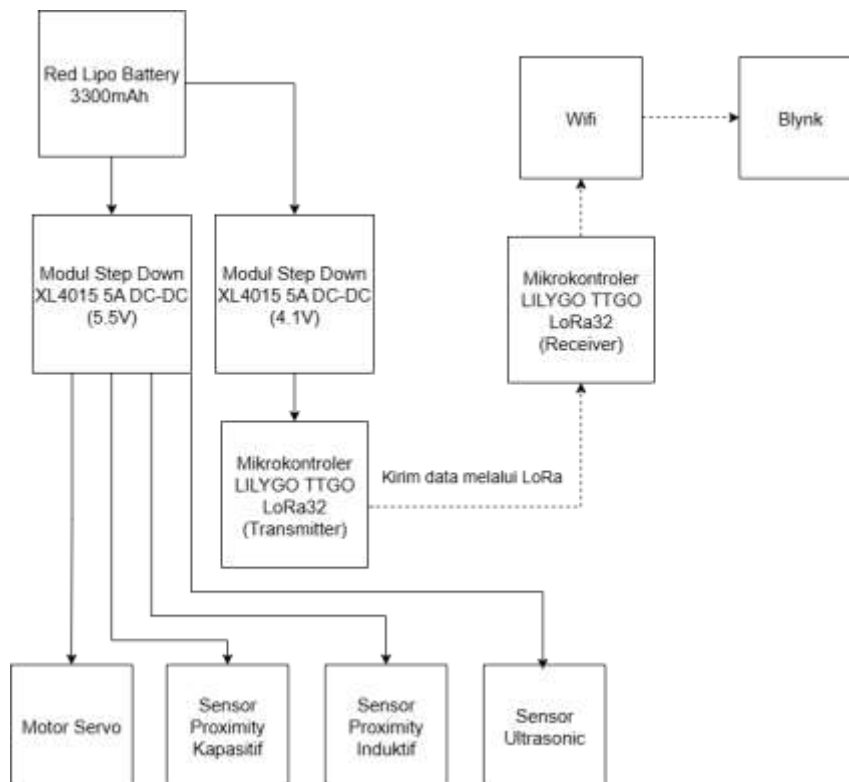 Red Lipo Battery
3300mAh
Wifi
Blynk
Modul Step Down
XL4015 5A DC-DC
(5.5V)
Modul Step Down
XL4015 5A DC-DC
(4.1V)
Mikrokontroler
LILYGO TTGO
LoRa32
(Receiver)
Mikrokontroler
LILYGO TTGO
LoRa32
(Transmitter)
Kirim data melalui LoRa
Motor Servo
Sensor
Proximity
Kapasitif
Sensor
Proximity
Induktif
Sensor
Ultrasonic